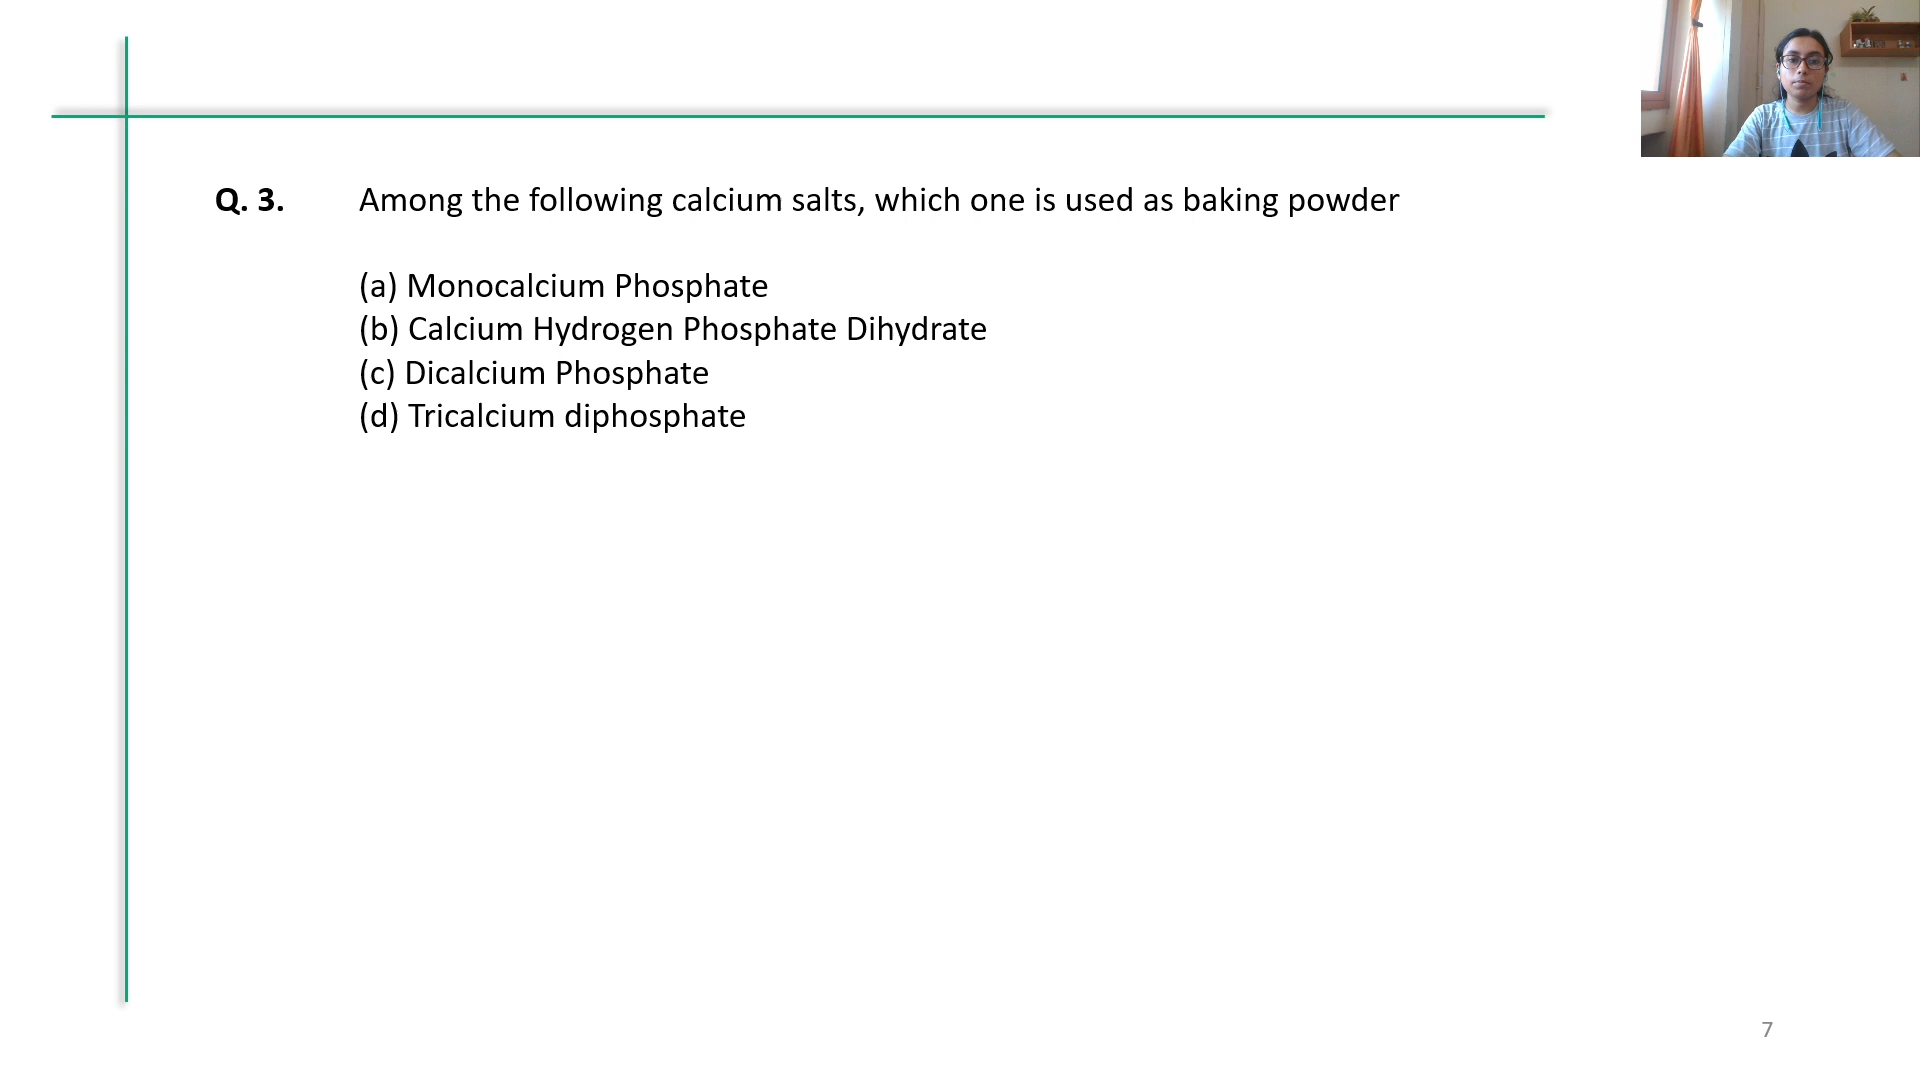 Q. 3. Among the following calcium salts, which one is used as baking powder
(a) Monocalcium Phosphate
(b) Calcium Hydrogen Phosphate Dihydrate
(c) Dicalcium Phosphate
(d) Tricalcium diphosphate
7